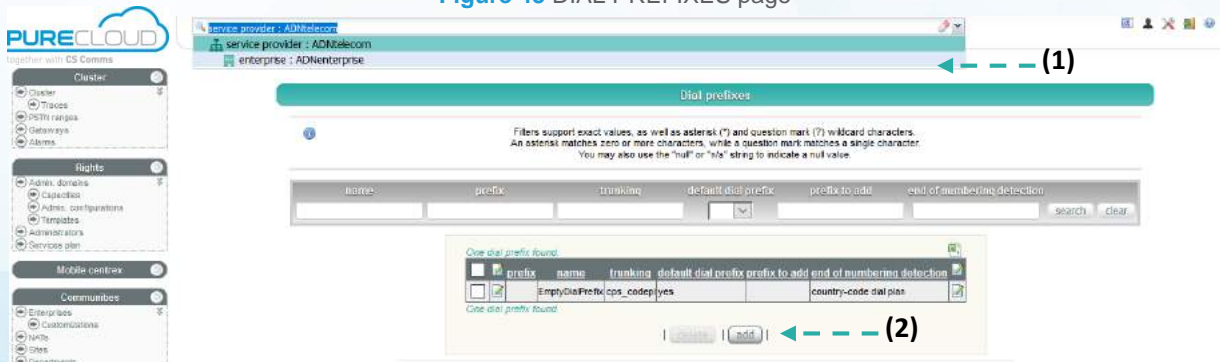 DIAL PREFIXES page
PURECLOUD
together with CS Comms
service provider : ADNtelecom
service provider : ADNtelecom
enterprise : ADNenterprise
(1)
Cluster
Cluster
Traces
PSTN ranges
Gateways
Alarms
Rights
Admin. domains
Capacities
Admin. configurations
Templates
Administrators
Services plan
Mobile centrex
Communities
Enterprises
Customizations
NATs
Sites
Departments
Dial prefixes
Filters support exact values, as well as asterisk (*) and question mark (?) wildcard characters.
An asterisk matches zero or more characters, while a question mark matches a single character.
You may also use the "null" or "n/a" string to indicate a null value.
name prefix trunking default dial prefix prefix to add end of numbering detection
search clear
One dial prefix found.
prefix name trunking default dial prefix prefix to add end of numbering detection
EmptyDialPrefix cps_codepl yes country-code dial plan
One dial prefix found
| delete | add |
(2)